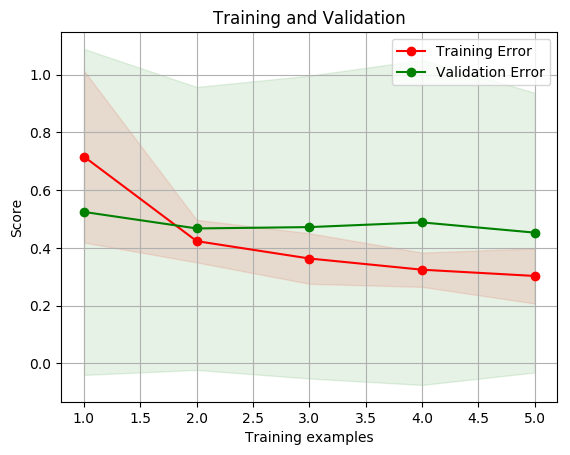 Training and Validation
Training Error
Validation Error
Score
1.0
0.8
0.6
0.4
0.2
0.0
1.0 1.5 2.0 2.5 3.0 3.5 4.0 4.5 5.0
Training examples